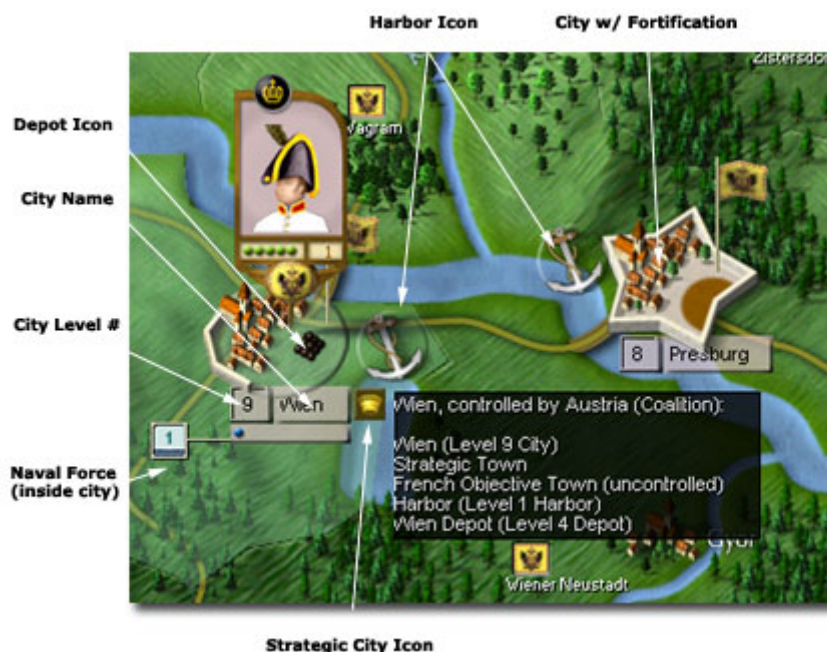 Harbor Icon
City w/ Fortification
Zistersdor
Depot Icon
Wagram
City Name
1
City Level #
8 Presburg
9 Wien
Wien, controlled by Austria (Coalition):
1
Wien (Level 9 City)
Strategic Town
French Objective Town (uncontrolled)
Harbor (Level 1 Harbor)
Wien Depot (Level 4 Depot)
Naval Force
(inside city)
Gyor
Wiener Neustadt
Strategic City Icon